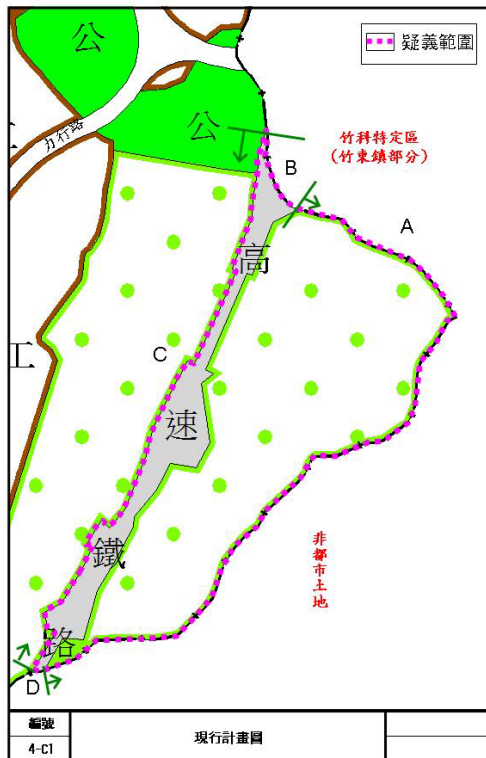 公
疑義範圍
力行路
公
竹科特定區
(竹東鎮部分)
B
A
高
工
C
速
鐵
非都市土地
路
D
編號
4-C1
現行計畫圖